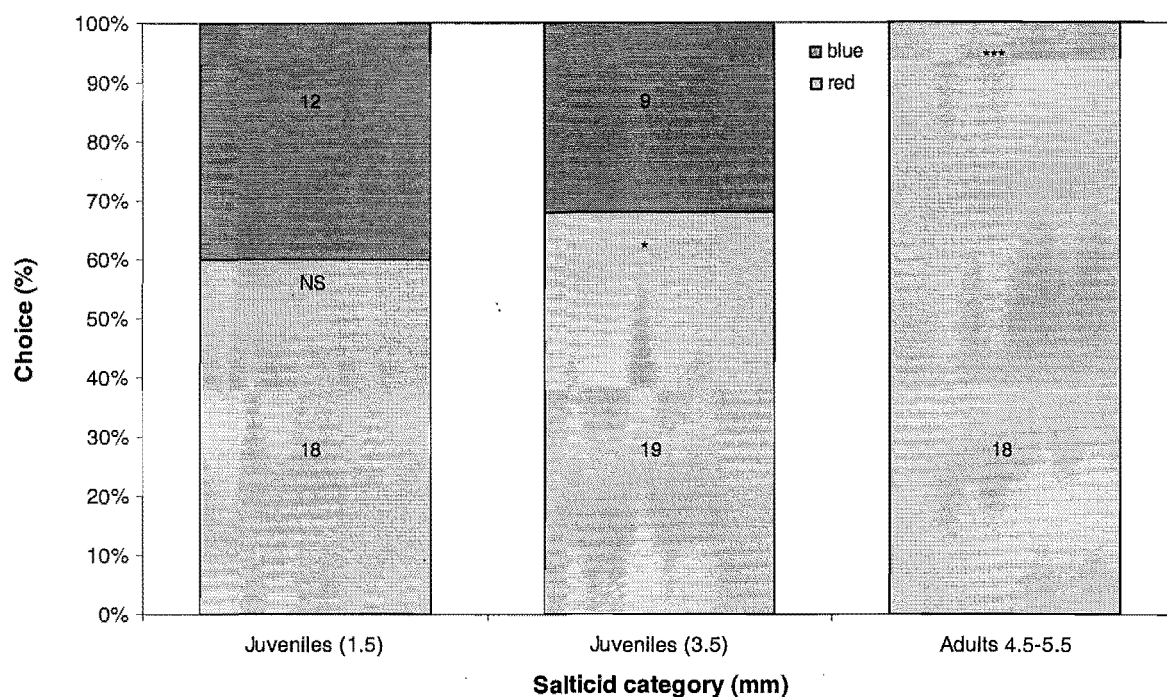 100%
90%
80%
70%
60%
50%
40%
30%
20%
10%
0%
Choice (%)
12
NS
18
9
*
19
blue
red
***
18
Juveniles (1.5)
Juveniles (3.5)
Adults 4.5-5.5
Salticid category (mm)